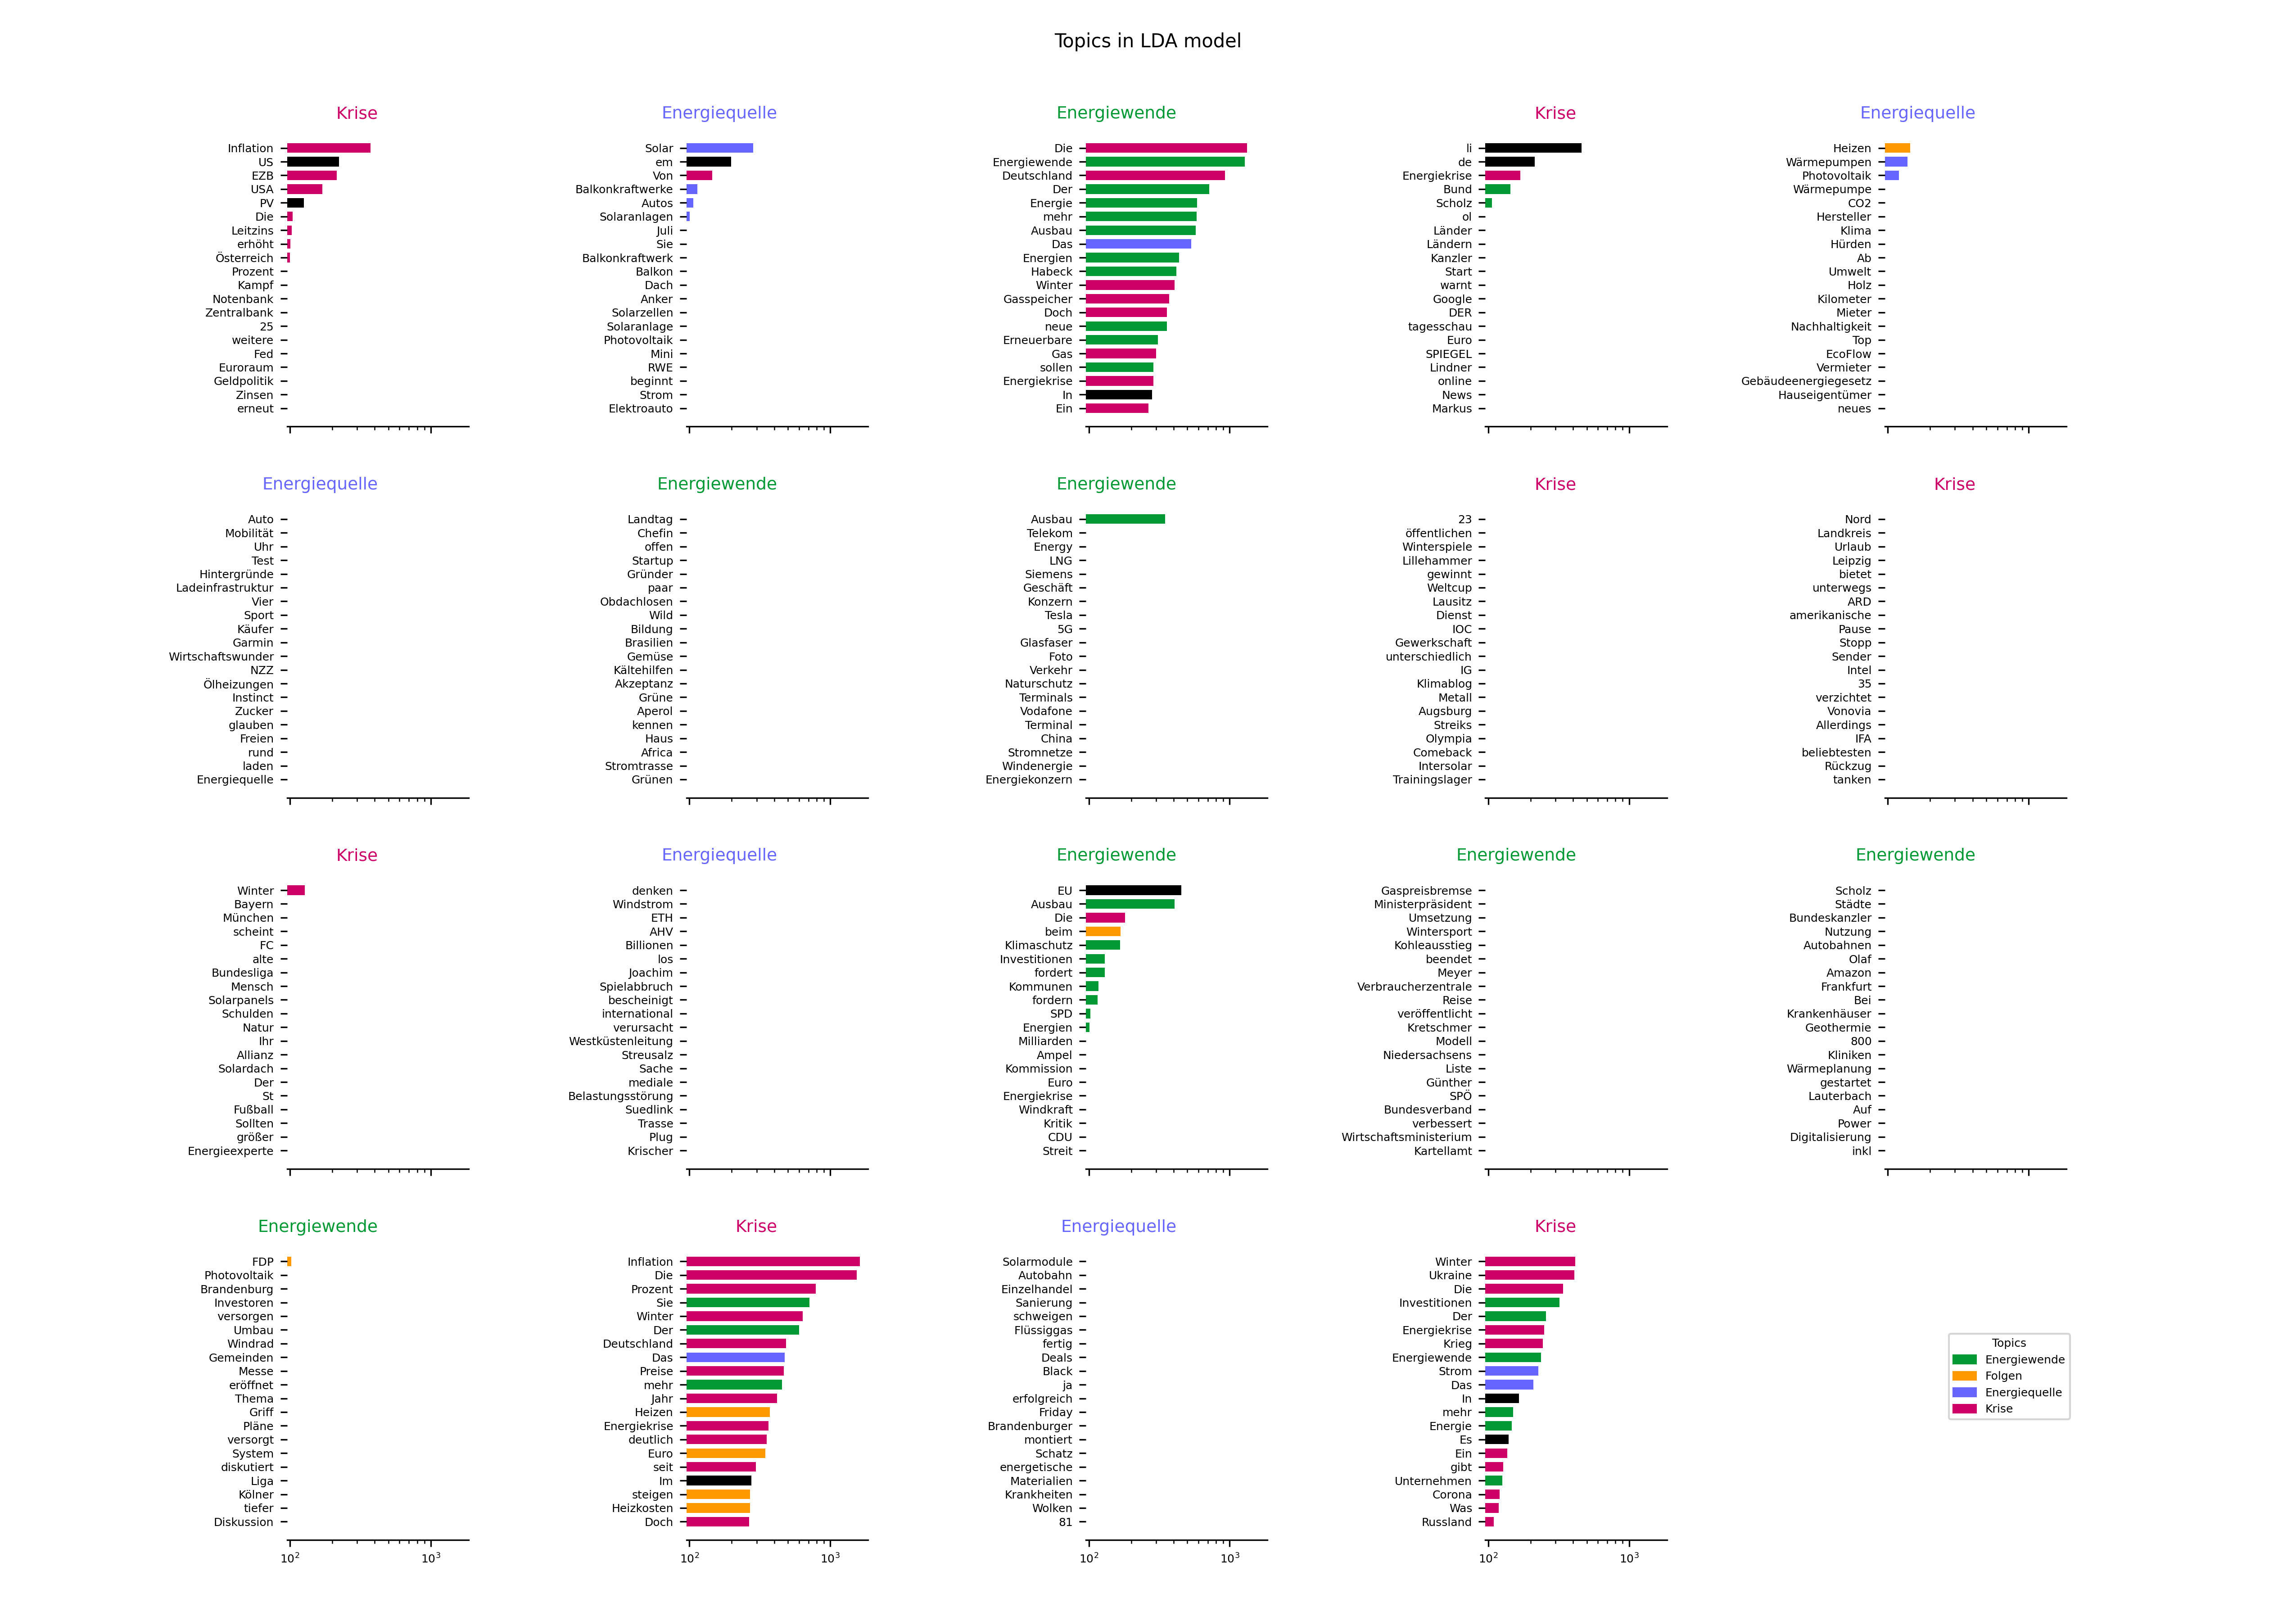 Topics in LDA model
Krise
Inflation
US
EZB
USA
PV
Die
Leitzins
erhöht
Österreich
Prozent
Kampf
Notenbank
Zentralbank
25
weitere
Fed
Euroraum
Geldpolitik
Zinsen
erneut
Energiequelle
Solar
em
Von
Balkonkraftwerke
Autos
Solaranlagen
Juli
Sie
Balkonkraftwerk
Balkon
Dach
Anker
Solarzellen
Solaranlage
Photovoltaik
Mini
RWE
beginnt
Strom
Elektroauto
Energiewende
Die
Energiewende
Deutschland
Der
Energie
mehr
Ausbau
Das
Energien
Habeck
Winter
Gasspeicher
Doch
neue
Erneuerbare
Gas
sollen
Energiekrise
In
Ein
Krise
li
de
Energiekrise
Bund
Scholz
ol
Länder
Ländern
Kanzler
Start
warnt
Google
DER
tagesschau
Euro
SPIEGEL
Lindner
online
News
Markus
Energiequelle
Heizen
Wärmepumpen
Photovoltaik
Wärmepumpe
CO2
Hersteller
Klima
Hürden
Ab
Umwelt
Holz
Kilometer
Mieter
Nachhaltigkeit
Top
EcoFlow
Vermieter
Gebäudeenergiegesetz
Hauseigentümer
neues
Energiequelle
Auto
Mobilität
Uhr
Test
Hintergründe
Ladeinfrastruktur
Vier
Sport
Käufer
Garmin
Wirtschaftswunder
NZZ
Ölheizungen
Instinct
Zucker
glauben
Freien
rund
laden
Energiequelle
Energiewende
Landtag
Chefin
offen
Startup
Gründer
paar
Obdachlosen
Wild
Bildung
Brasilien
Gemüse
Kältehilfen
Akzeptanz
Grüne
Aperol
kennen
Haus
Africa
Stromtrasse
Grünen
Energiewende
Ausbau
Telekom
Energy
LNG
Siemens
Geschäft
Konzern
Tesla
5G
Glasfaser
Foto
Verkehr
Naturschutz
Terminals
Vodafone
Terminal
China
Stromnetze
Windenergie
Energiekonzern
Krise
23
öffentlichen
Winterspiele
Lillehammer
gewinnt
Weltcup
Lausitz
Dienst
IOC
Gewerkschaft
unterschiedlich
IG
Klimablog
Metall
Augsburg
Streiks
Olympia
Comeback
Intersolar
Trainingslager
Krise
Nord
Landkreis
Urlaub
Leipzig
bietet
unterwegs
ARD
amerikanische
Pause
Stopp
Sender
Intel
35
verzichtet
Vonovia
Allerdings
IFA
beliebtesten
Rückzug
tanken
Krise
Winter
Bayern
München
scheint
FC
alte
Bundesliga
Mensch
Solarpanels
Schulden
Natur
Ihr
Allianz
Solardach
Der
St
Fußball
Sollten
größer
Energieexperte
Energiequelle
denken
Windstrom
ETH
AHV
Billionen
los
Joachim
Spielabbruch
bescheinigt
international
verursacht
Westküstenleitung
Streusalz
Sache
mediale
Belastungsstörung
Suedlink
Trasse
Plug
Krischer
Energiewende
EU
Ausbau
Die
beim
Klimaschutz
Investitionen
fordert
Kommunen
fordern
SPD
Energien
Milliarden
Ampel
Kommission
Euro
Energiekrise
Windkraft
Kritik
CDU
Streit
Energiewende
Gaspreisbremse
Ministerpräsident
Umsetzung
Wintersport
Kohleausstieg
beendet
Meyer
Verbraucherzentrale
Reise
veröffentlicht
Kretschmer
Modell
Niedersachsens
Liste
Günther
SPÖ
Bundesverband
verbessert
Wirtschaftsministerium
Kartellamt
Energiewende
Scholz
Städte
Bundeskanzler
Nutzung
Autobahnen
Olaf
Amazon
Frankfurt
Bei
Krankenhäuser
Geothermie
800
Kliniken
Wärmeplanung
gestartet
Lauterbach
Auf
Power
Digitalisierung
inkl
Energiewende
FDP
Photovoltaik
Brandenburg
Investoren
versorgen
Umbau
Windrad
Gemeinden
Messe
eröffnet
Thema
Griff
Pläne
versorgt
System
diskutiert
Liga
Kölner
tiefer
Diskussion
10²
10³
Krise
Inflation
Die
Prozent
Sie
Winter
Der
Deutschland
Das
Preise
mehr
Jahr
Heizen
Energiekrise
deutlich
Euro
seit
Im
steigen
Heizkosten
Doch
10²
10³
Energiequelle
Solarmodule
Autobahn
Einzelhandel
Sanierung
schweigen
Flüssiggas
fertig
Deals
Black
ja
erfolgreich
Friday
Brandenburger
montiert
Schatz
energetische
Materialien
Krankheiten
Wolken
81
10²
10³
Krise
Winter
Ukraine
Die
Investitionen
Der
Energiekrise
Krieg
Energiewende
Strom
Das
In
mehr
Energie
Es
Ein
gibt
Unternehmen
Corona
Was
Russland
10²
10³
Topics
Energiewende
Folgen
Energiequelle
Krise